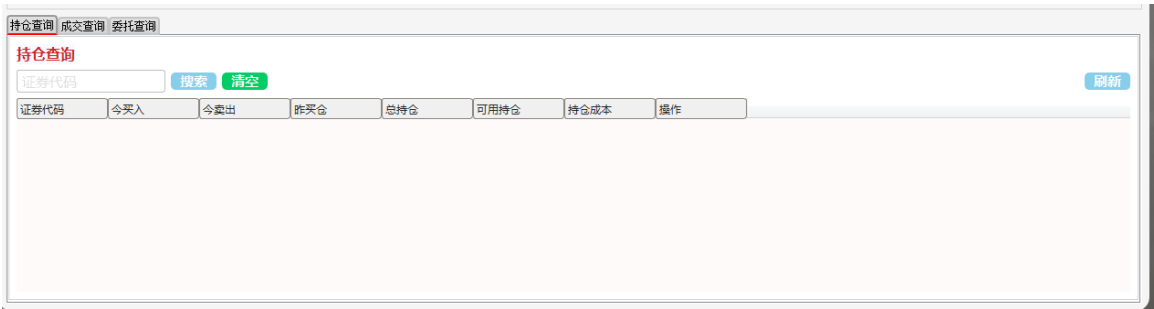 持仓查询 成交查询 委托查询
持仓查询
证券代码 搜索 清空 刷新
证券代码 今买入 今卖出 昨买仓 总持仓 可用持仓 持仓成本 操作